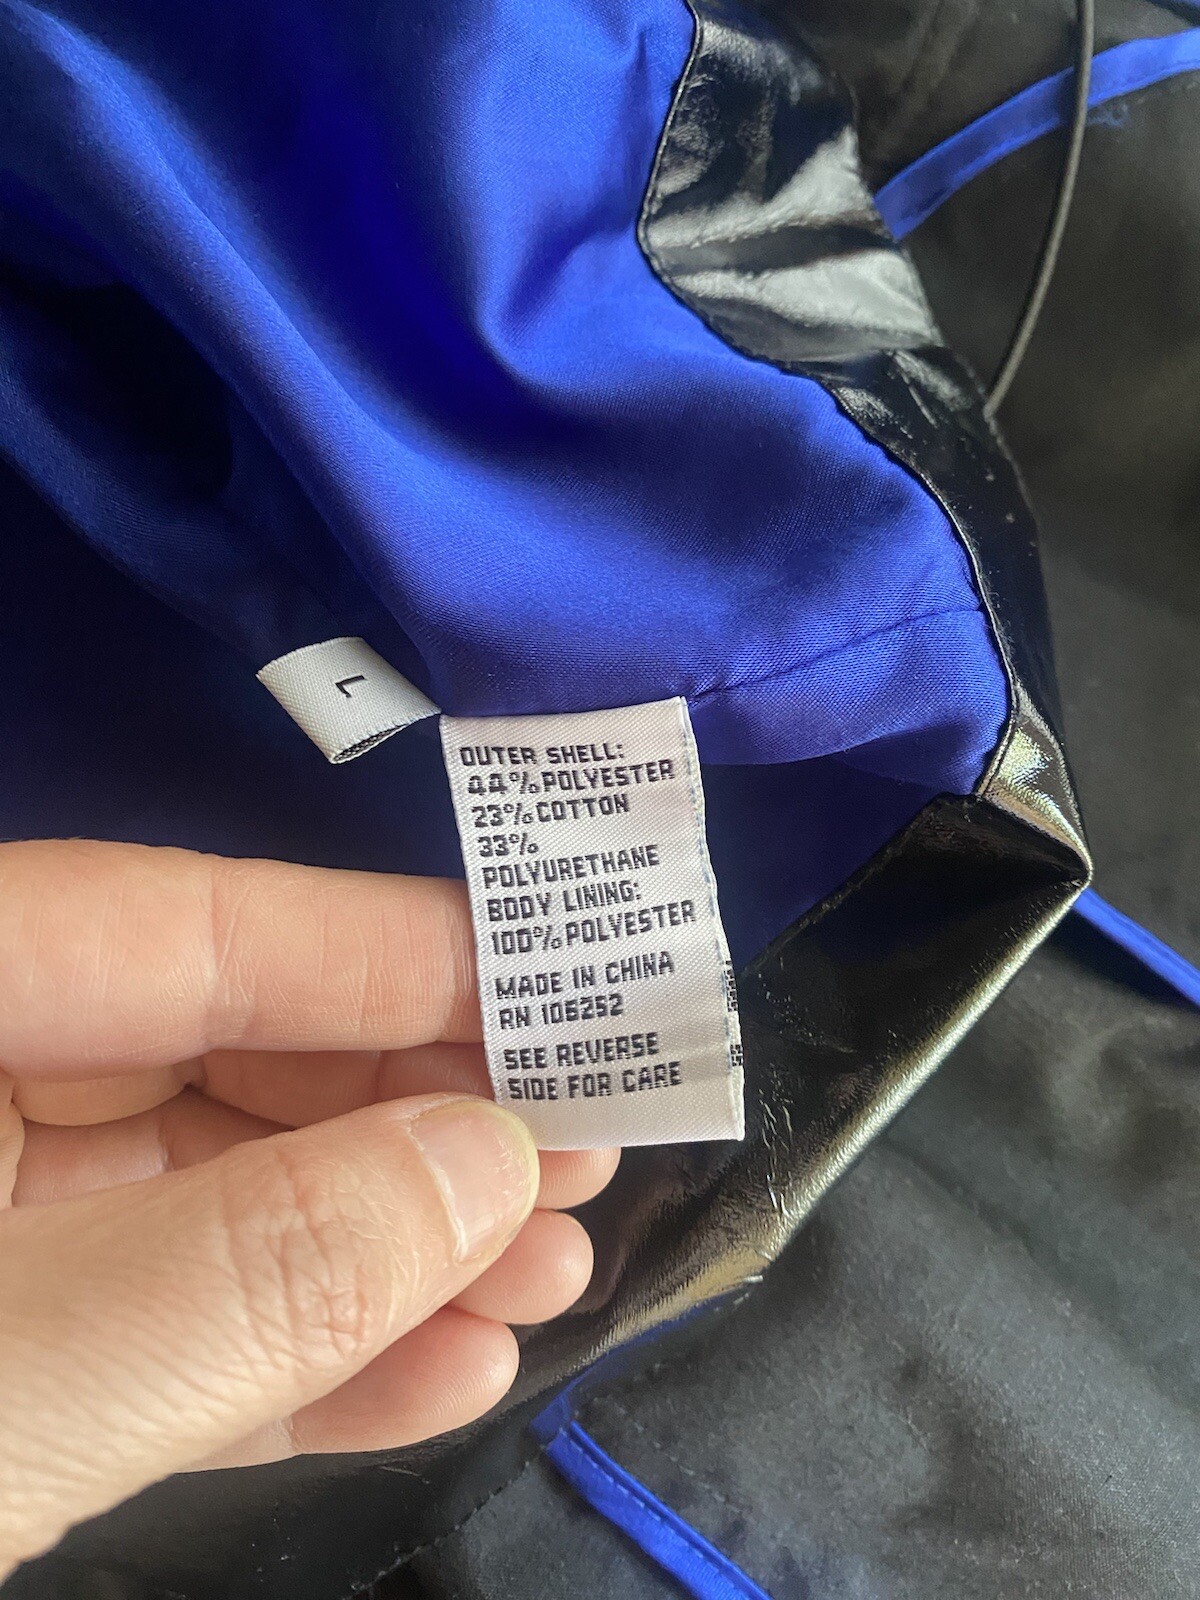 L
OUTER SHELL:
44% POLYESTER
23% COTTON
33%
POLYURETHANE
BODY LINING:
100% POLYESTER
MADE IN CHINA
RN 106252
SEE REVERSE
SIDE FOR CARE